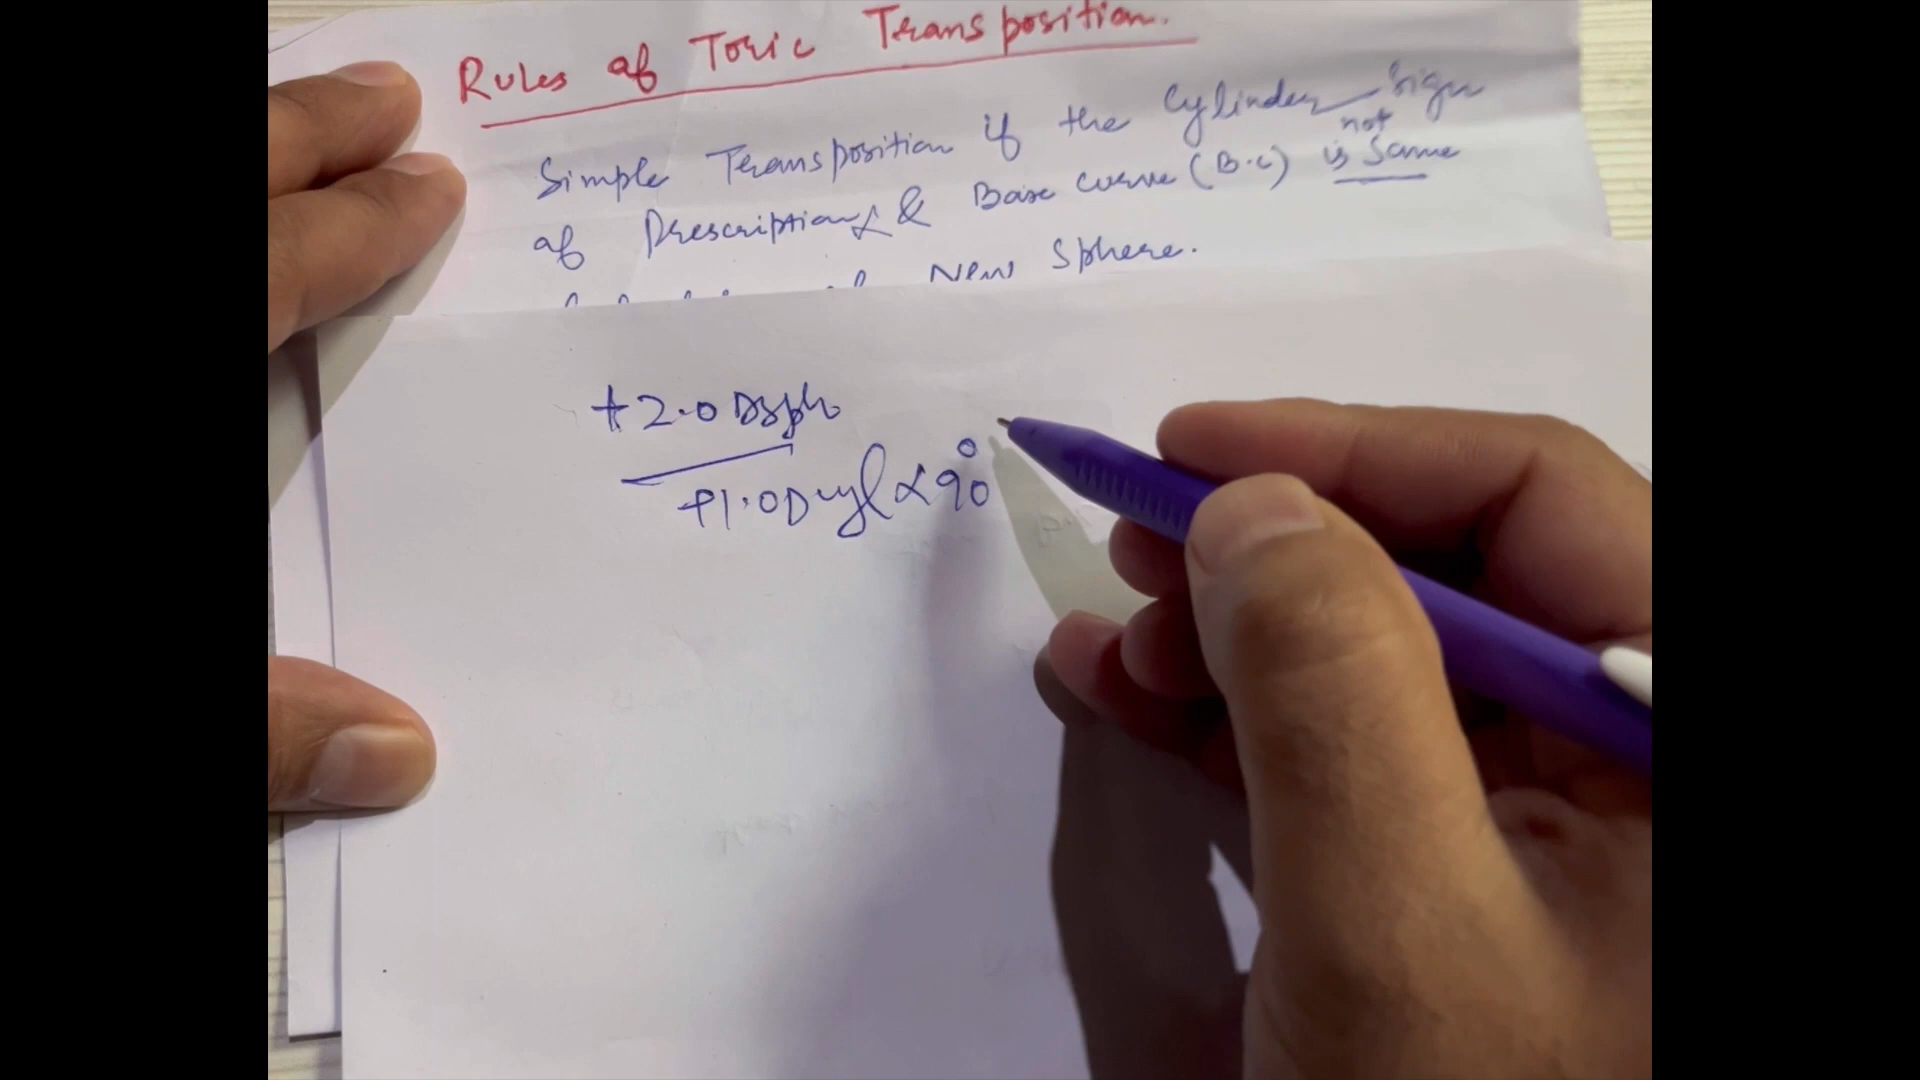 Rules of Toric Transposition.
Simple Transposition if the Cylinder Sign
not
of Prescription & Base curve (B.C) is Same
New Sphere.
+2.0 Dsph
+1.0 Dcyl x 90°